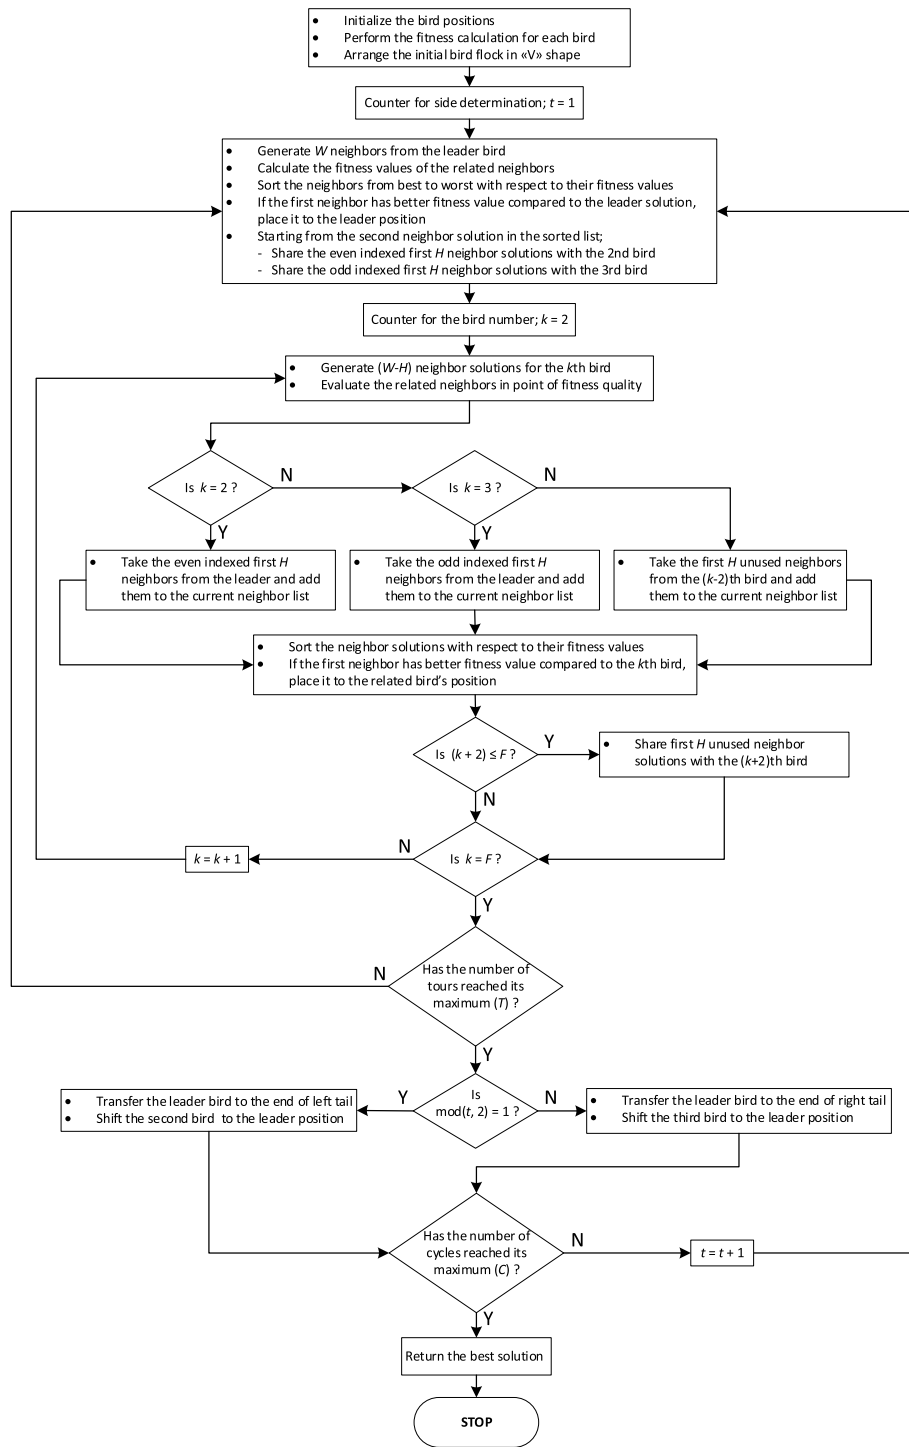 • Initialize the bird positions
• Perform the fitness calculation for each bird
• Arrange the initial bird flock in «V» shape
Counter for side determination; t = 1
• Generate W neighbors from the leader bird
• Calculate the fitness values of the related neighbors
• Sort the neighbors from best to worst with respect to their fitness values
• If the first neighbor has better fitness value compared to the leader solution,
place it to the leader position
• Starting from the second neighbor solution in the sorted list;
- Share the even indexed first H neighbor solutions with the 2nd bird
- Share the odd indexed first H neighbor solutions with the 3rd bird
Counter for the bird number; k = 2
• Generate (W-H) neighbor solutions for the kth bird
• Evaluate the related neighbors in point of fitness quality
Is k = 2 ?
N
Y
Is k = 3 ?
N
Y
• Take the even indexed first H
neighbors from the leader and add
them to the current neighbor list
• Take the odd indexed first H
neighbors from the leader and add
them to the current neighbor list
• Take the first H unused neighbors
from the (k-2)th bird and add
them to the current neighbor list
• Sort the neighbor solutions with respect to their fitness values
• If the first neighbor has better fitness value compared to the kth bird,
place it to the related bird's position
Is (k + 2) ≤ F ?
Y
N
• Share first H unused neighbor
solutions with the (k+2)th bird
Is k = F ?
N
Y
k = k + 1
Has the number of
tours reached its
maximum (T) ?
N
Y
Is
mod(t, 2) = 1 ?
Y
N
• Transfer the leader bird to the end of left tail
• Shift the second bird to the leader position
• Transfer the leader bird to the end of right tail
• Shift the third bird to the leader position
Has the number of
cycles reached its
maximum (C) ?
N
Y
t = t + 1
Return the best solution
STOP